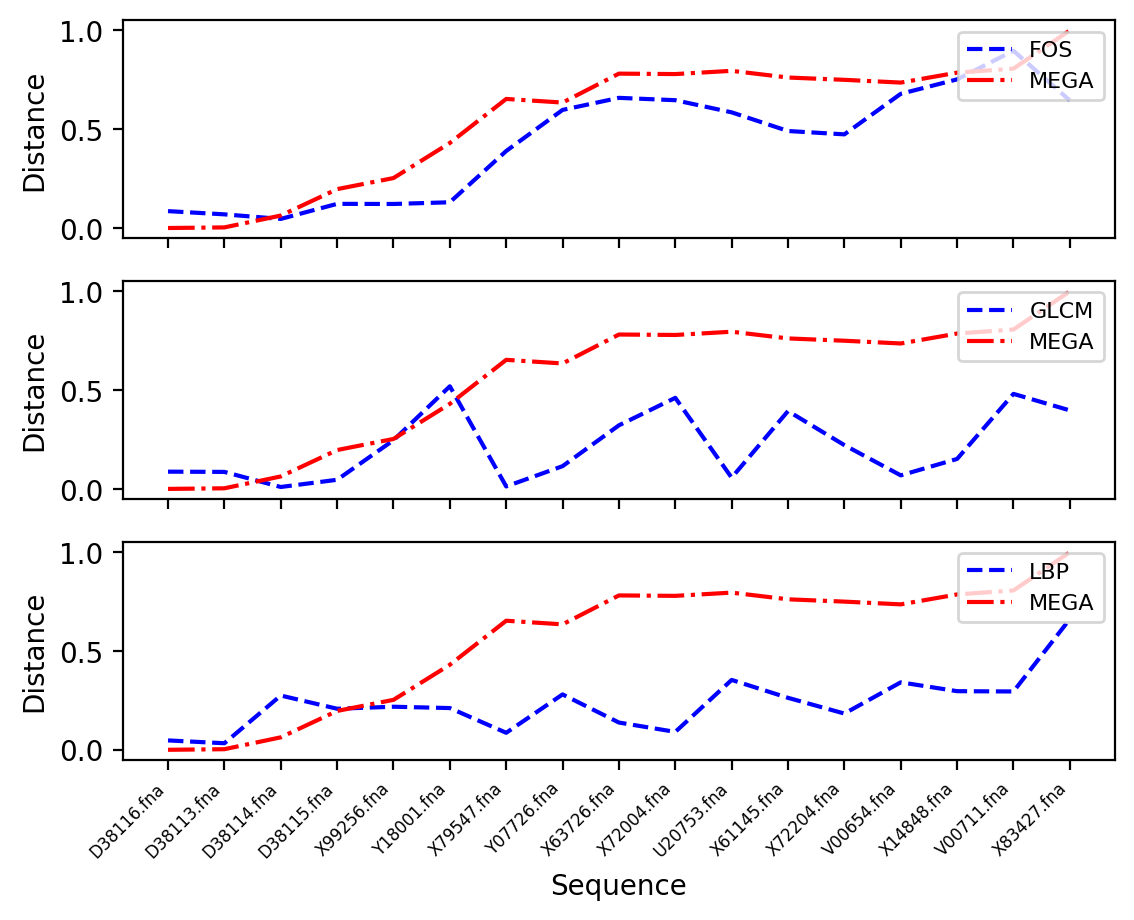 1.0
0.5
0.0
Distance
FOS
MEGA
1.0
0.5
0.0
Distance
GLCM
MEGA
1.0
0.5
0.0
Distance
LBP
MEGA
D38116.fna
D38113.fna
D38114.fna
D38115.fna
X99256.fna
Y18001.fna
X79547.fna
Y07726.fna
X63726.fna
X72004.fna
U20753.fna
X61145.fna
X72204.fna
V00654.fna
X14848.fna
V00711.fna
X83427.fna
Sequence